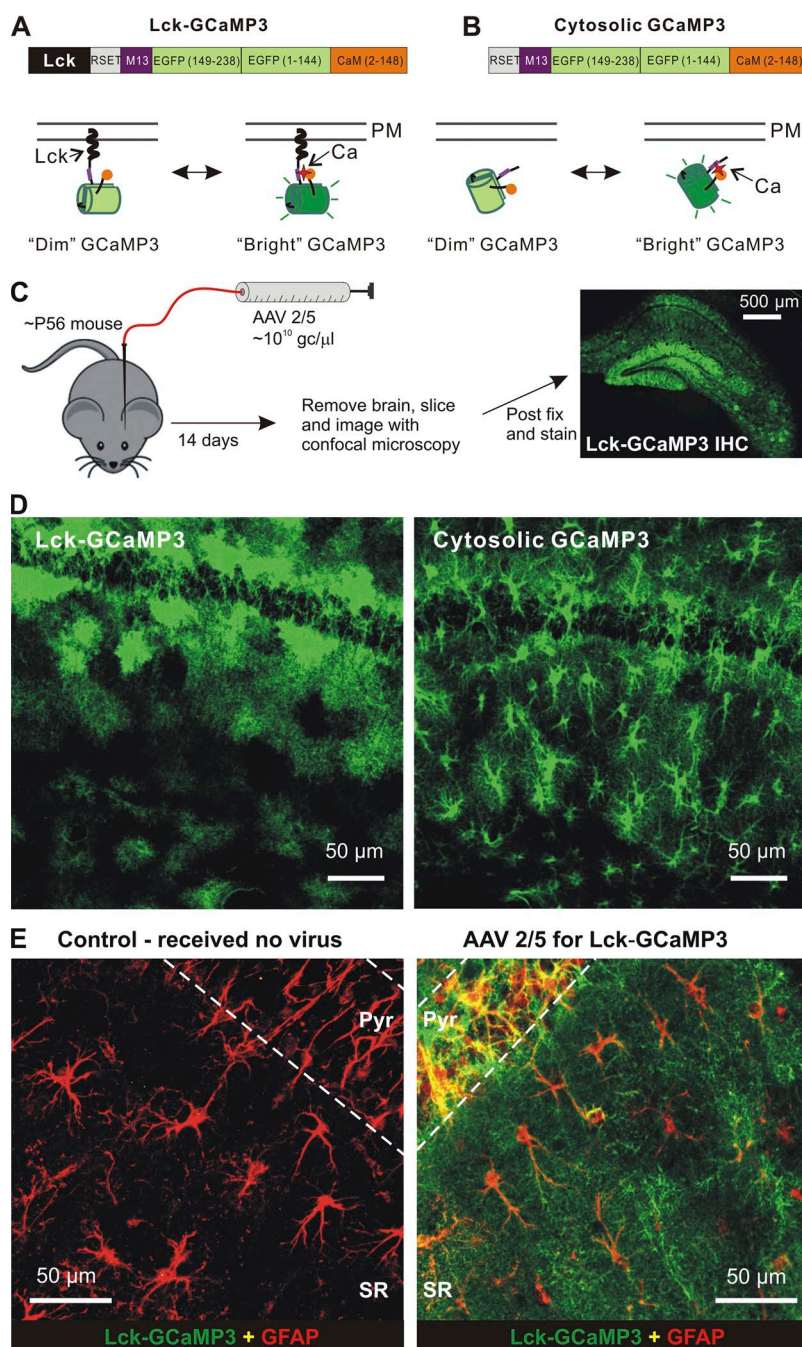 A
Lck-GCaMP3
Lck
RSET
M13
EGFP (149-238)
EGFP (1-144)
CaM (2-148)
PM
Lck
Ca
“Dim” GCaMP3
“Bright” GCaMP3
B
Cytosolic GCaMP3
RSET
M13
EGFP (149-238)
EGFP (1-144)
CaM (2-148)
PM
Ca
“Dim” GCaMP3
“Bright” GCaMP3
C
~P56 mouse
AAV 2/5
~10¹⁰ gc/µl
14 days
Remove brain, slice
and image with
confocal microscopy
Post fix
and stain
500 µm
Lck-GCaMP3 IHC
D
Lck-GCaMP3
50 µm
Cytosolic GCaMP3
50 µm
E
Control - received no virus
Pyr
50 µm
SR
Lck-GCaMP3 + GFAP
AAV 2/5 for Lck-GCaMP3
Pyr
SR
50 µm
Lck-GCaMP3 + GFAP